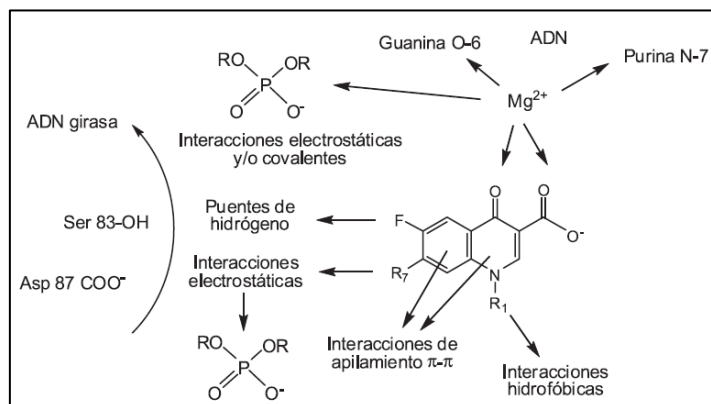 Guanina O-6
ADN
Purina N-7
RO
OR
P
O
O⁻
Mg²⁺
ADN girasa
Interacciones electrostáticas
y/o covalentes
Ser 83-OH
Asp 87 COO⁻
Puentes de
hidrógeno
Interacciones
electrostáticas
F
O
O
O⁻
R₇
N
R₁
RO
OR
P
O
O⁻
Interacciones de
apilamiento π-π
Interacciones
hidrofóbicas